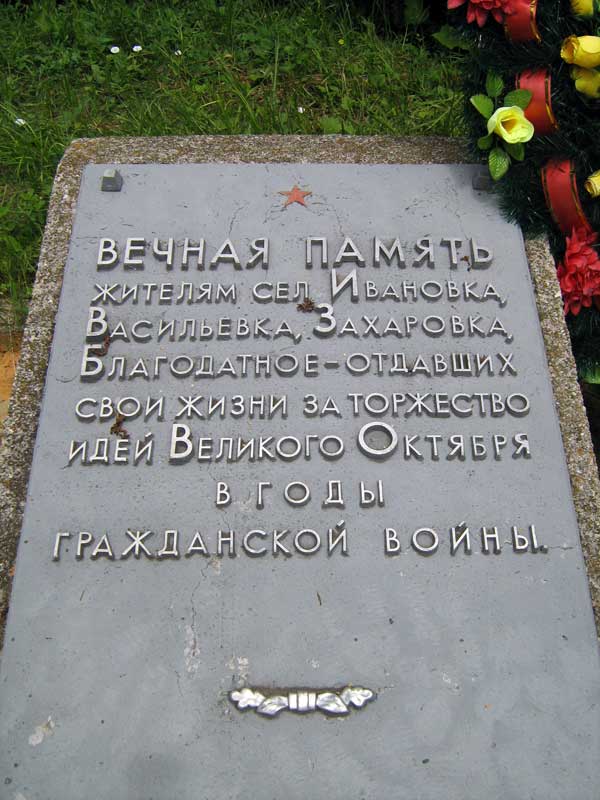 ВЕЧНАЯ ПАМЯТЬ
ЖИТЕЛЯМ СЕЛ ИВАНОВКА,
ВАСИЛЬЕВКА, ЗАХАРОВКА,
БЛАГОДАТНОЕ-ОТДАВШИХ
СВОИ ЖИЗНИ ЗА ТОРЖЕСТВО
ИДЕЙ ВЕЛИКОГО ОКТЯБРЯ
В ГОДЫ
ГРАЖДАНСКОЙ ВОЙНЫ.